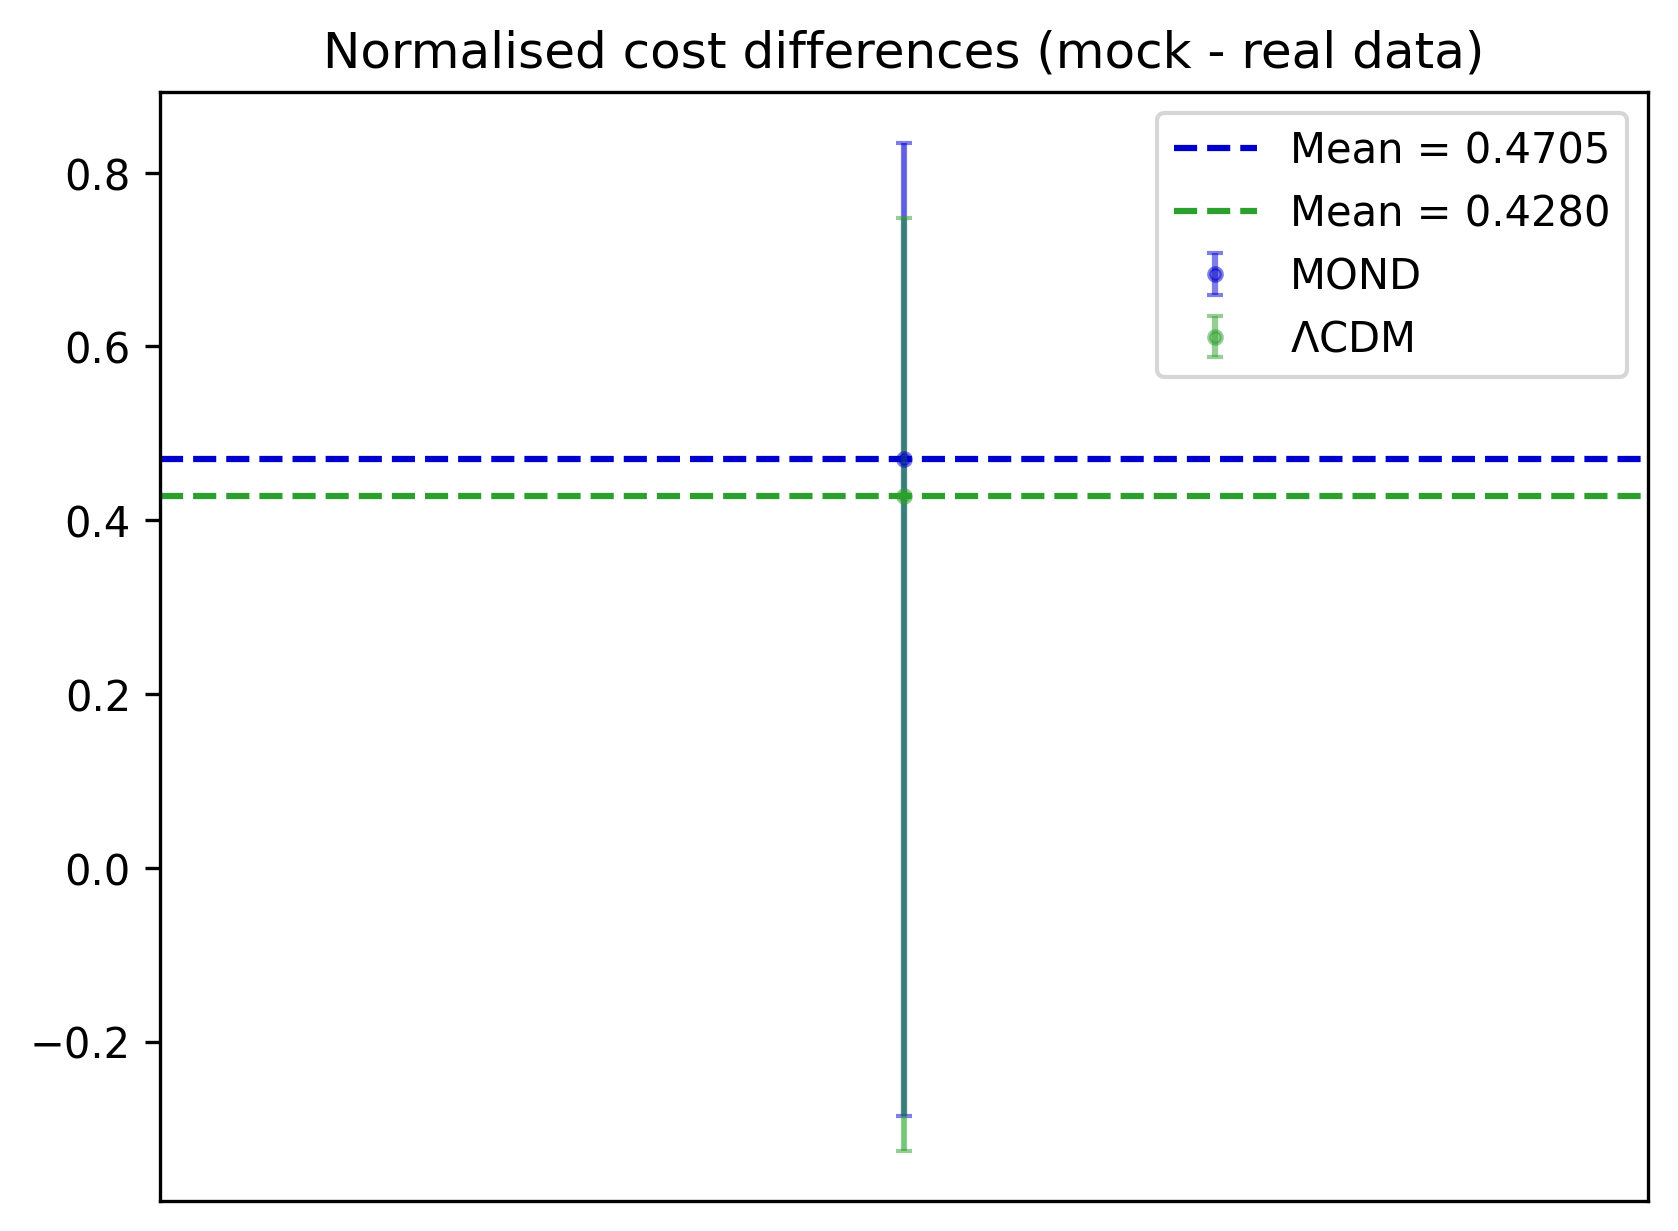 Normalised cost differences (mock - real data)
Mean = 0.4705
Mean = 0.4280
MOND
ΛCDM
0.8
0.6
0.4
0.2
0.0
−0.2